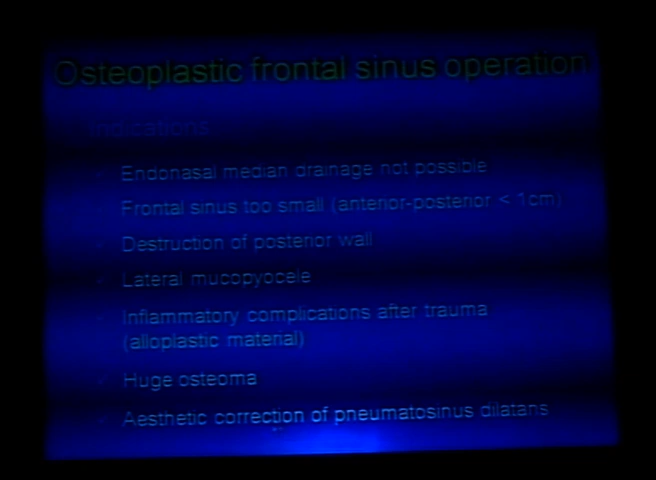 Osteoplastic frontal sinus operation
Indications
Endonasal median drainage not possible
Frontal sinus too small (anterior-posterior < 1cm)
Destruction of posterior wall
Lateral mucopyocele
Inflammatory complications after trauma
(alloplastic material)
Huge osteoma
Aesthetic correction of pneumatosinus dilatans